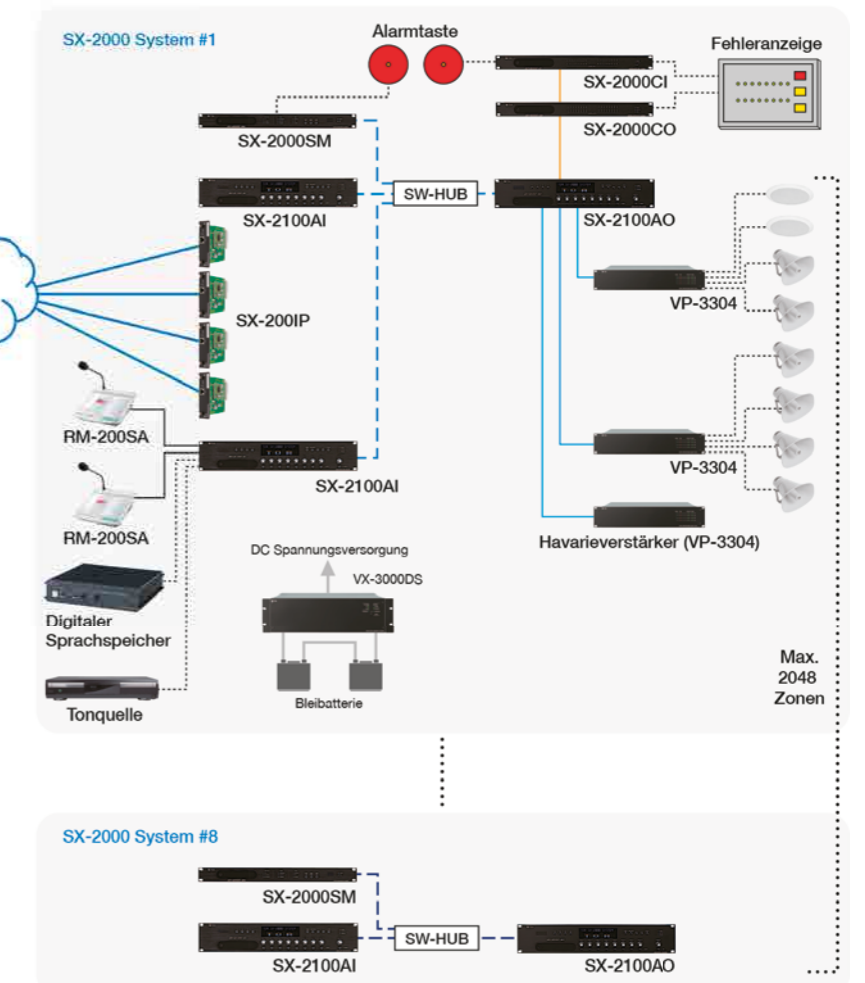 SX-2000 System #1
Alarmtaste
Fehleranzeige
SX-2000CI
SX-2000CO
SX-2000SM
SW-HUB
SX-2100AI
SX-2100AO
VP-3304
SX-200IP
RM-200SA
VP-3304
SX-2100AI
RM-200SA
Havarieverstärker (VP-3304)
DC Spannungsversorgung
VX-3000DS
Digitaler
Sprachspeicher
Bleibatterie
Tonquelle
Max.
2048
Zonen
SX-2000 System #8
SX-2000SM
SW-HUB
SX-2100AI
SX-2100AO